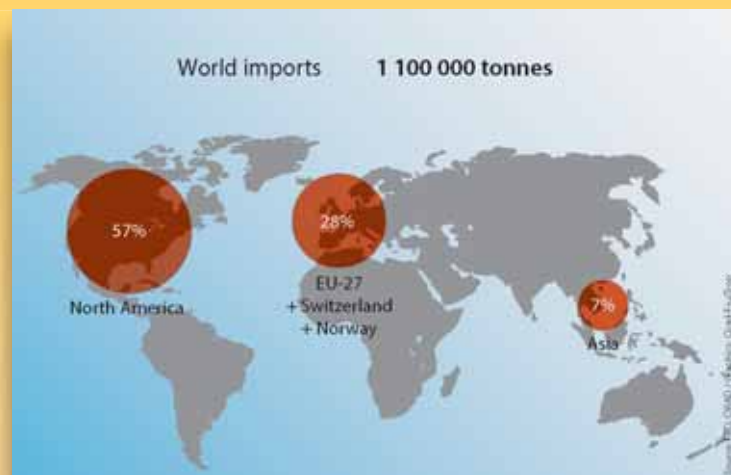 World imports 1 100 000 tonnes
57%
North America
28%
EU-27
+Switzerland
+Norway
7%
Asia